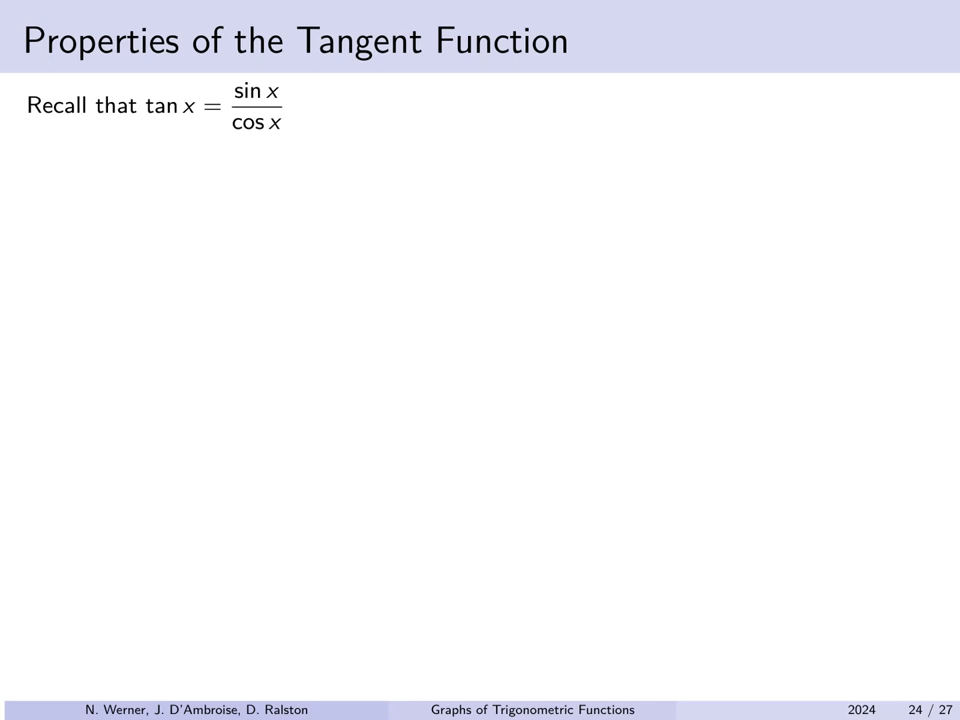 Properties of the Tangent Function
Recall that tan x = sin x / cos x
N. Werner, J. D'Ambroise, D. Ralston
Graphs of Trigonometric Functions
2024
24 / 27